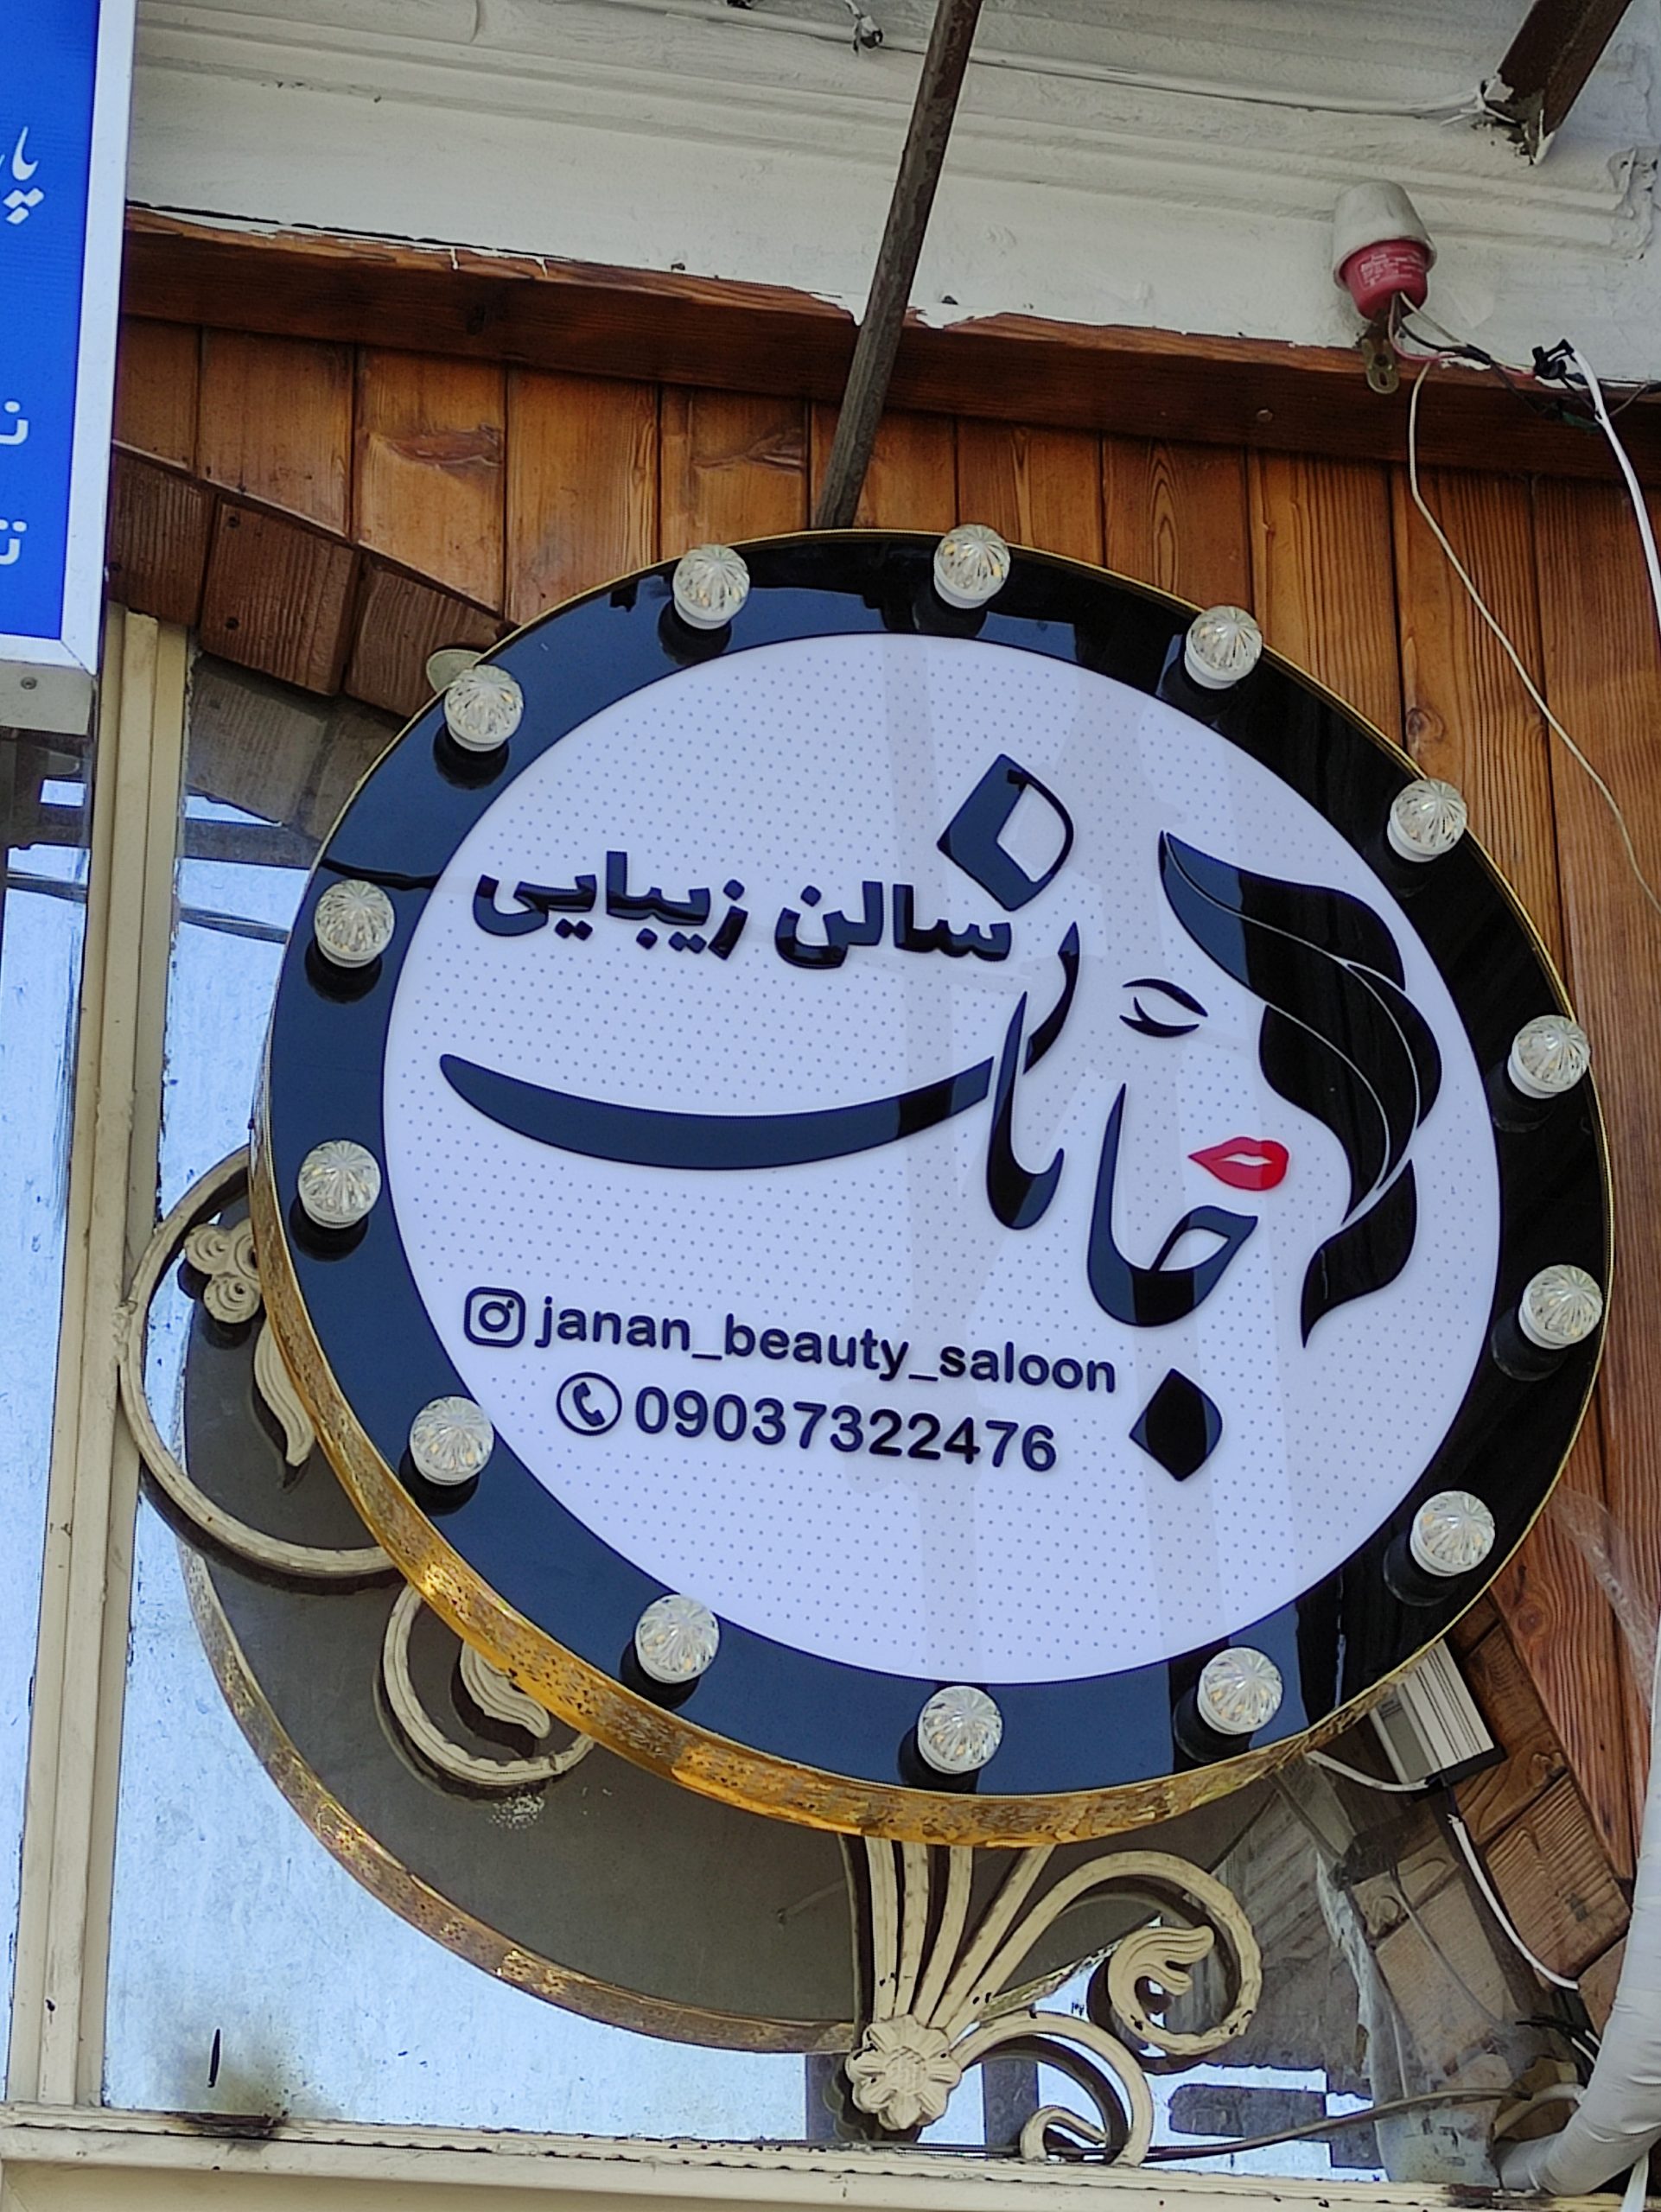 سالن زیبایی
جانان
janan_beauty_saloon
09037322476